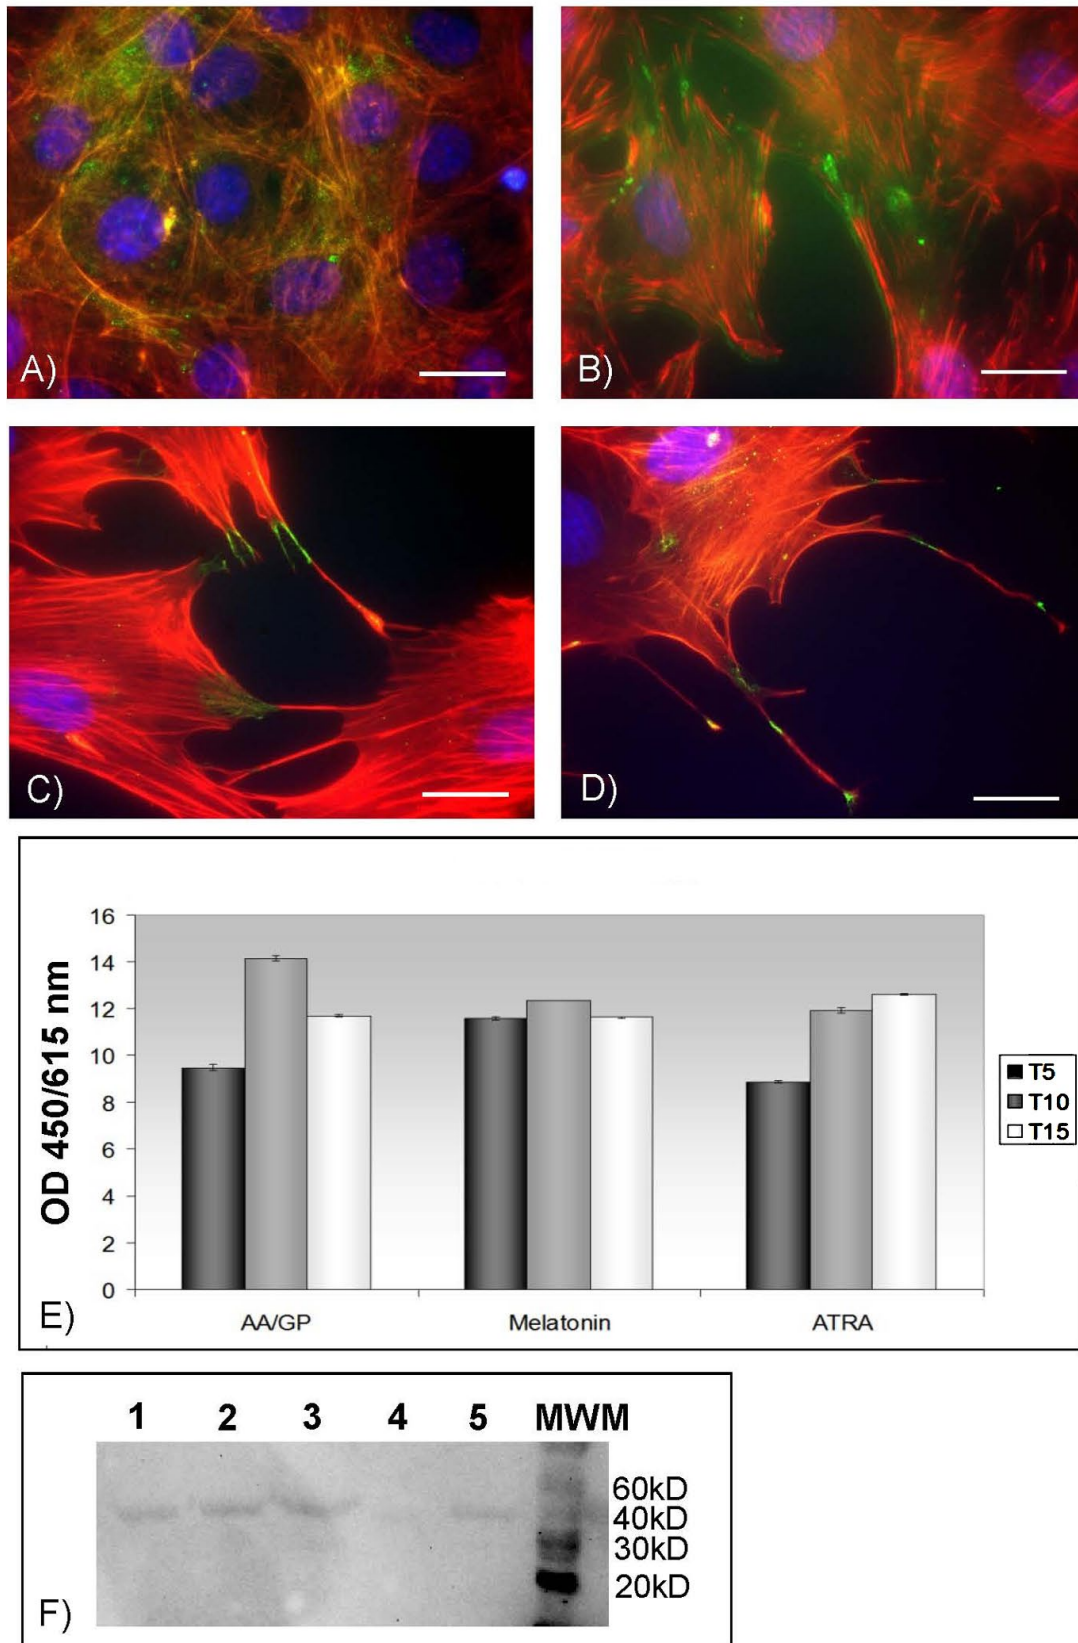 A)
B)
C)
D)
OD 450/615 nm
16
14
12
10
8
6
4
2
0
AA/GP Melatonin ATRA
T5
T10
T15
E)
1 2 3 4 5 MWM
60kD
40kD
30kD
20kD
F)